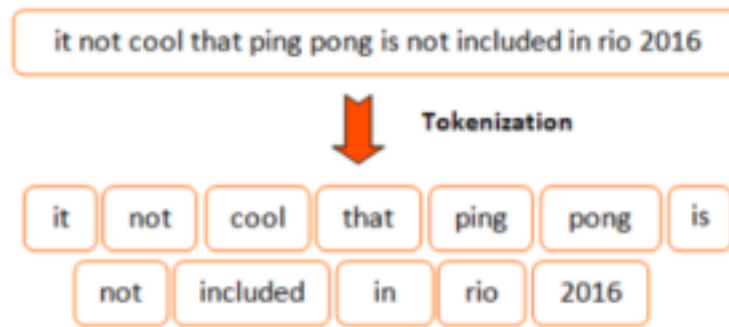 it not cool that ping pong is not included in rio 2016
Tokenization
it not cool that ping pong is
not included in rio 2016